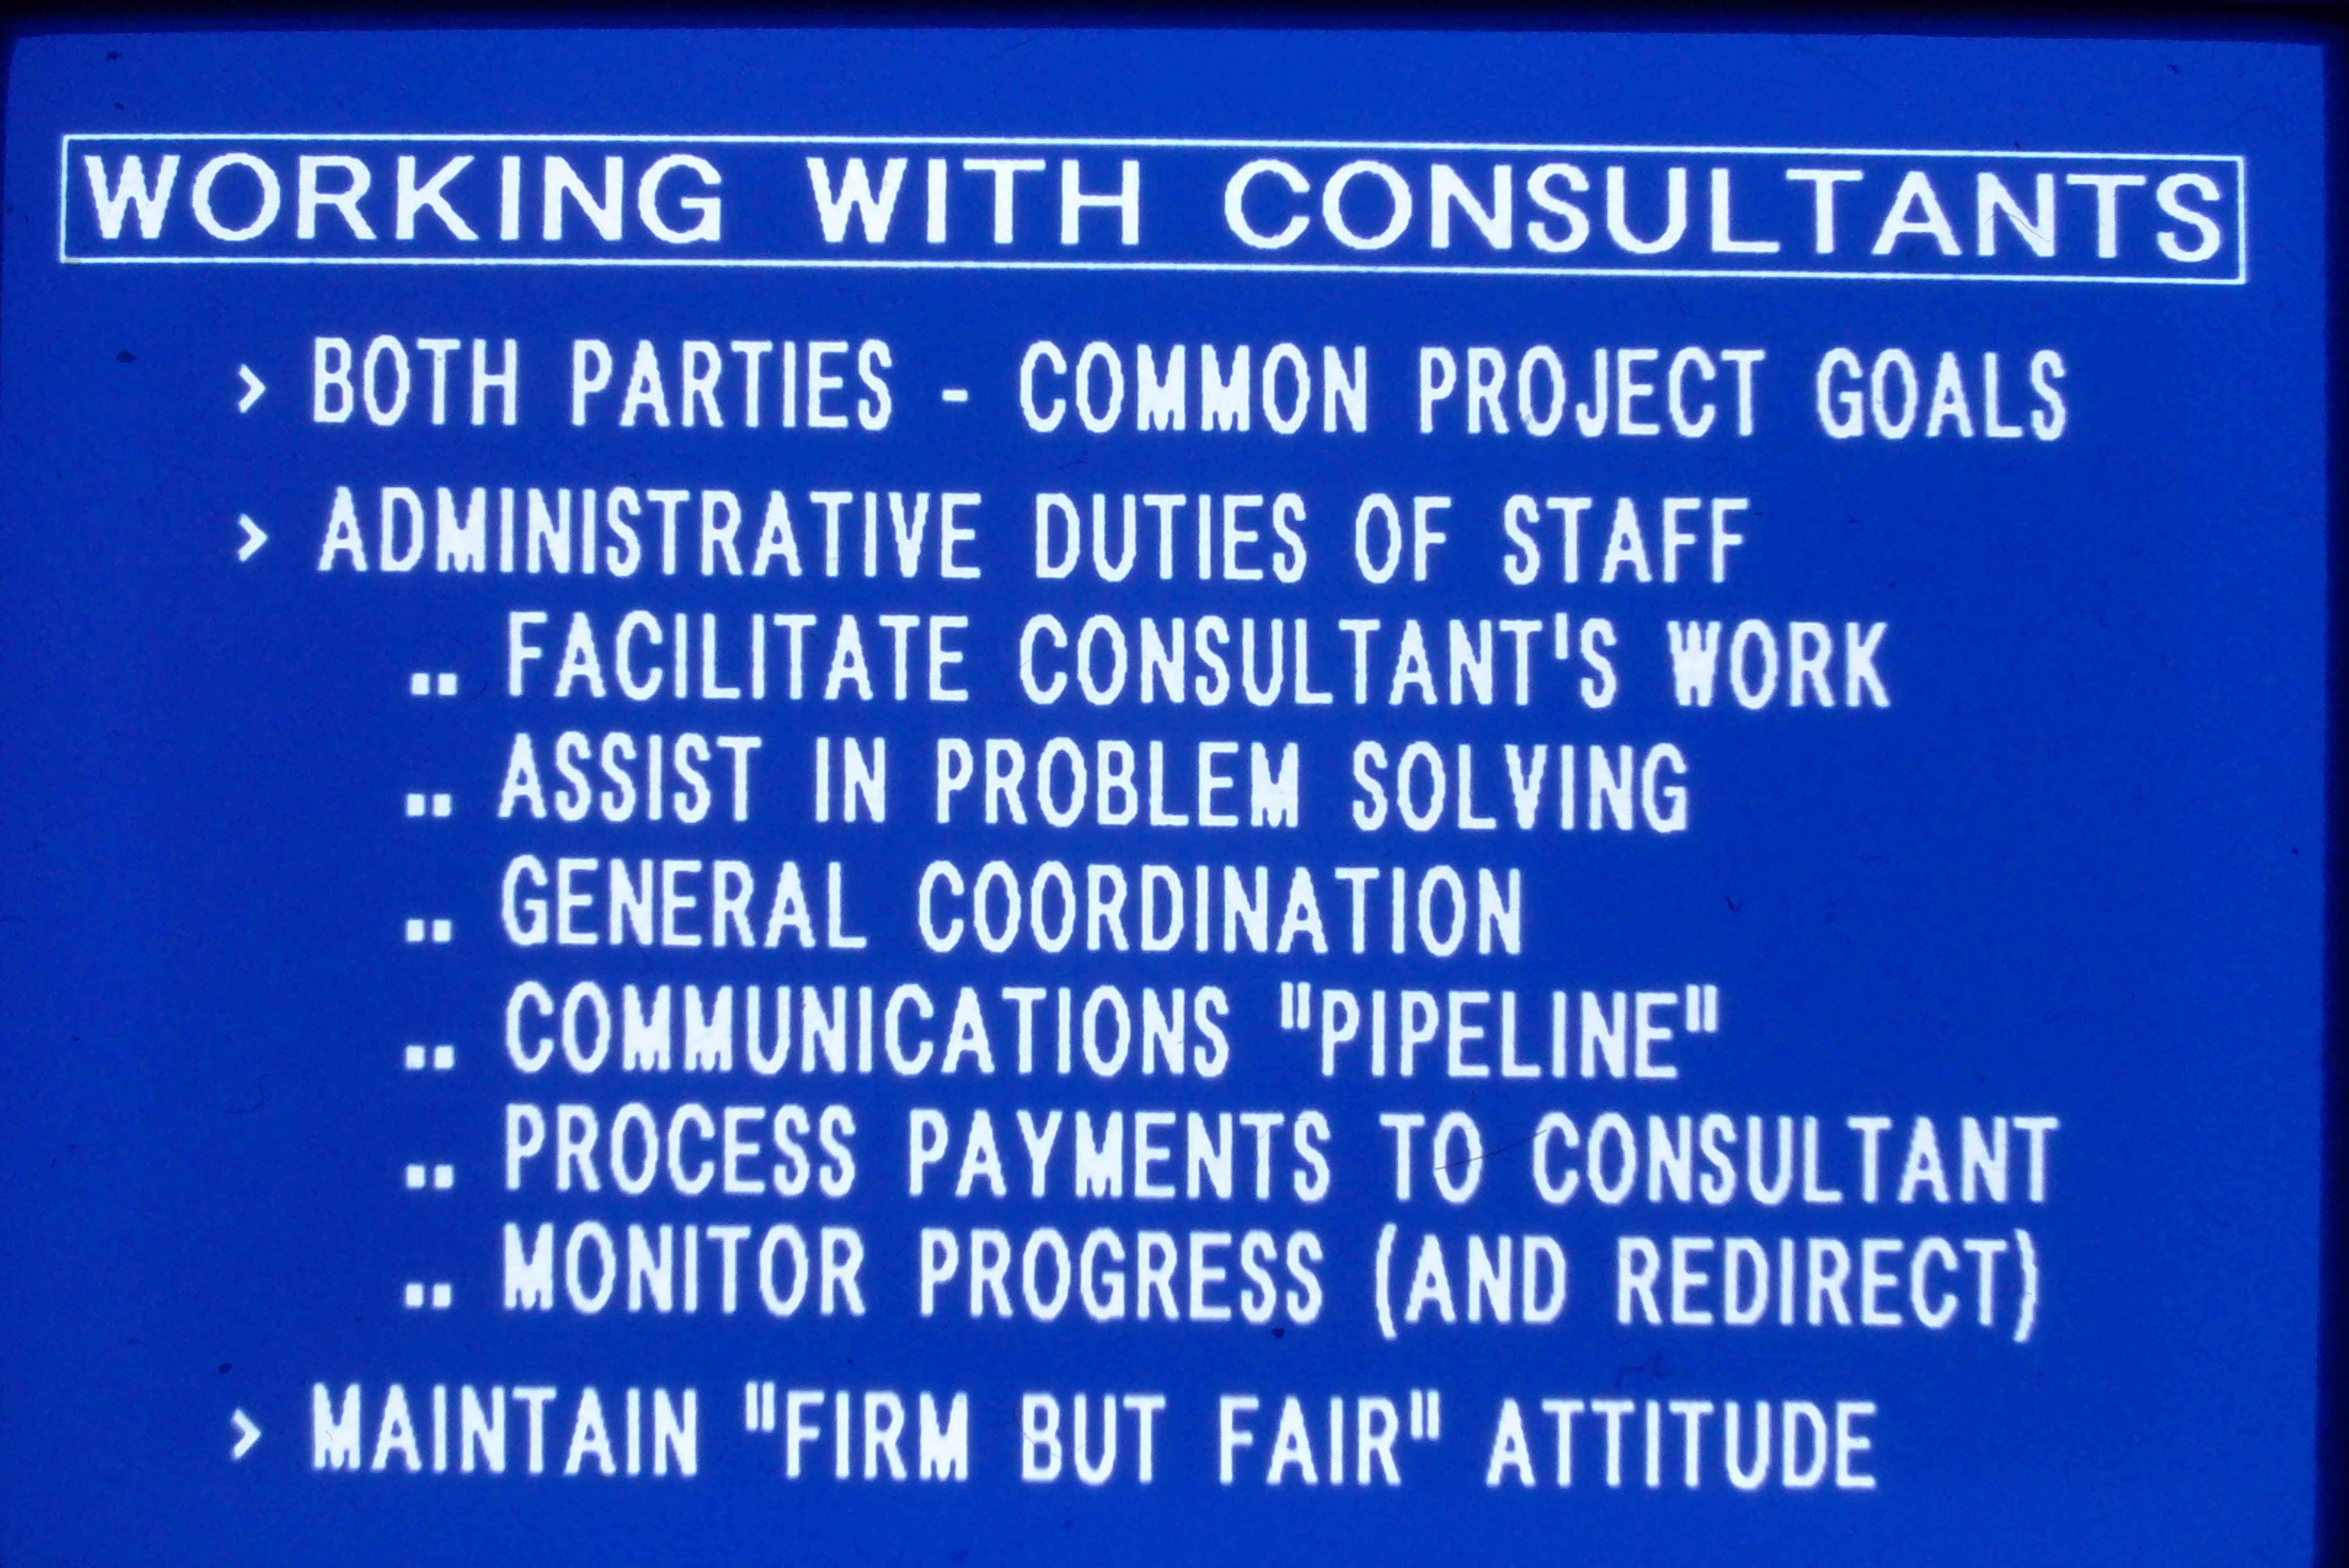 WORKING WITH CONSULTANTS
> BOTH PARTIES - COMMON PROJECT GOALS
> ADMINISTRATIVE DUTIES OF STAFF
.. FACILITATE CONSULTANT'S WORK
.. ASSIST IN PROBLEM SOLVING
.. GENERAL COORDINATION
.. COMMUNICATIONS "PIPELINE"
.. PROCESS PAYMENTS TO CONSULTANT
.. MONITOR PROGRESS (AND REDIRECT)
> MAINTAIN "FIRM BUT FAIR" ATTITUDE